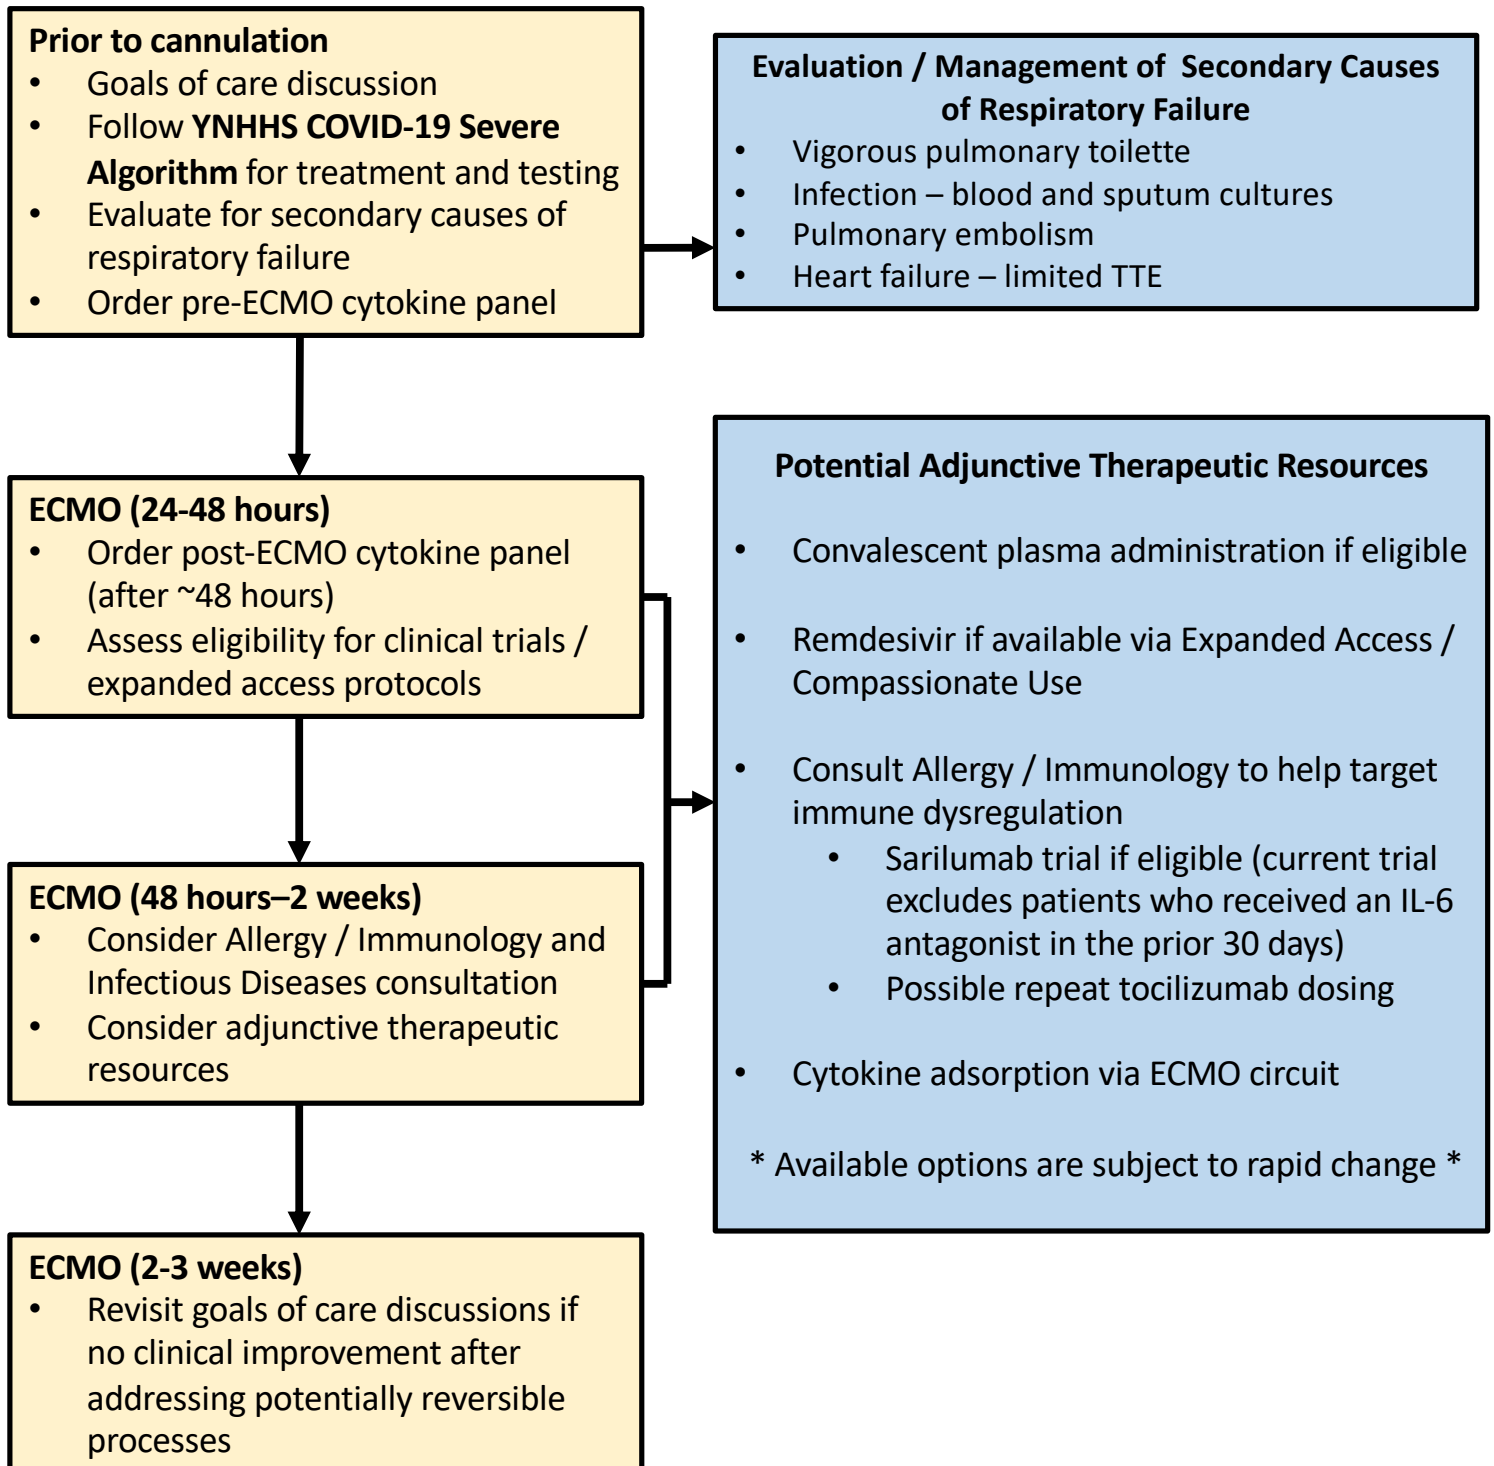 Prior to cannulation
• Goals of care discussion
• Follow YNHHS COVID-19 Severe
Algorithm for treatment and testing
• Evaluate for secondary causes of
respiratory failure
• Order pre-ECMO cytokine panel
Evaluation / Management of  Secondary Causes
of Respiratory Failure
• Vigorous pulmonary toilette
• Infection – blood and sputum cultures
• Pulmonary embolism
• Heart failure – limited TTE
ECMO (24-48 hours)
• Order post-ECMO cytokine panel
(after ~48 hours)
• Assess eligibility for clinical trials /
expanded access protocols
ECMO (48 hours–2 weeks)
• Consider Allergy / Immunology and
Infectious Diseases consultation
• Consider adjunctive therapeutic
resources
Potential Adjunctive Therapeutic Resources
• Convalescent plasma administration if eligible
• Remdesivir if available via Expanded Access /
Compassionate Use
• Consult Allergy / Immunology to help target
immune dysregulation
• Sarilumab trial if eligible (current trial
excludes patients who received an IL-6
antagonist in the prior 30 days)
• Possible repeat tocilizumab dosing
• Cytokine adsorption via ECMO circuit
* Available options are subject to rapid change *
ECMO (2-3 weeks)
• Revisit goals of care discussions if
no clinical improvement after
addressing potentially reversible
processes